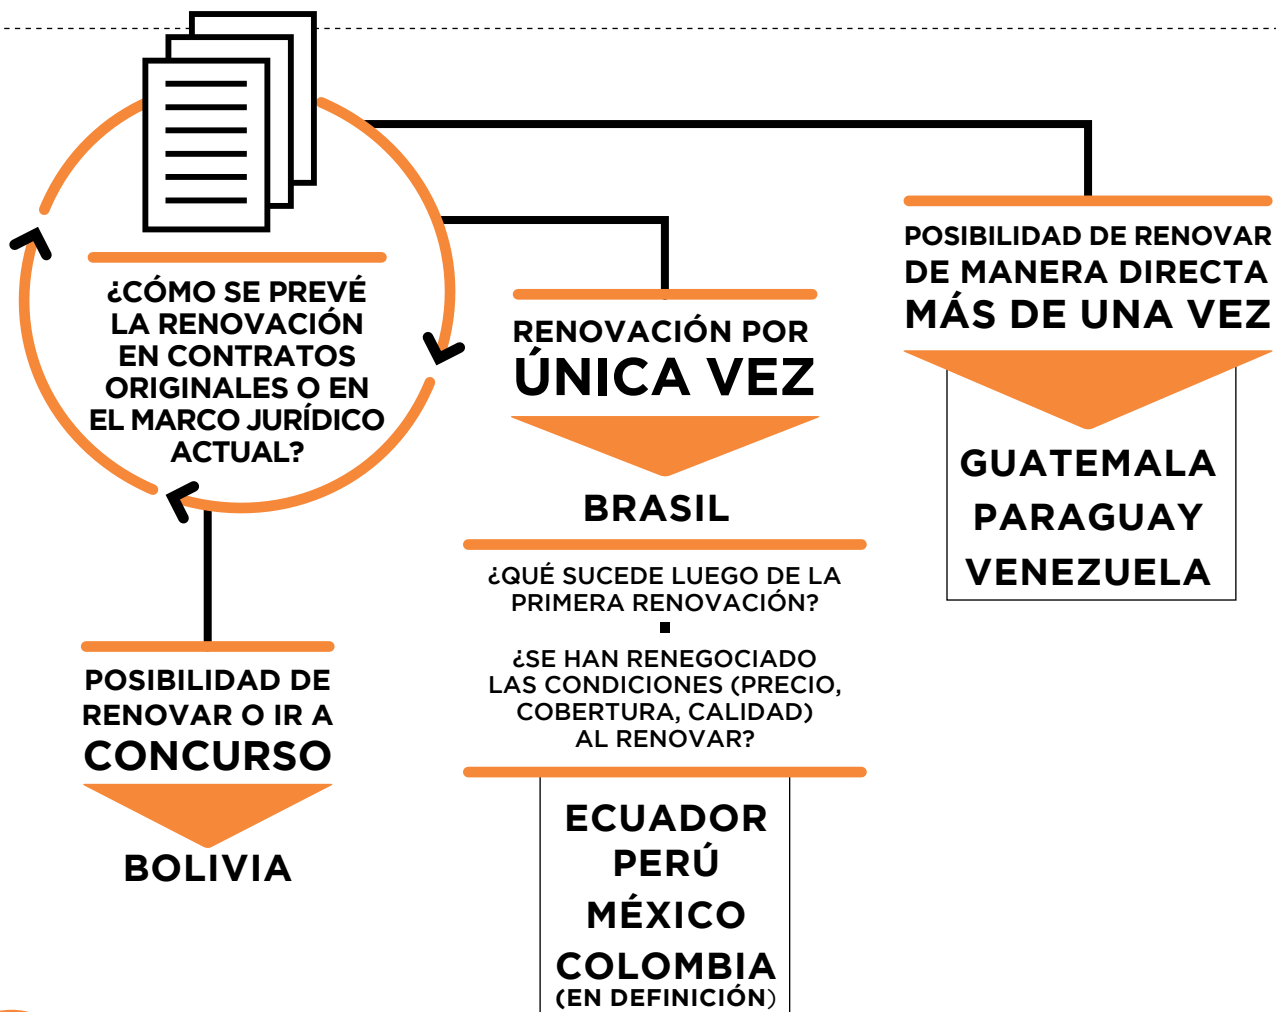 ¿CÓMO SE PREVÉ
LA RENOVACIÓN
EN CONTRATOS
ORIGINALES O EN
EL MARCO JURÍDICO
ACTUAL?
POSIBILIDAD DE
RENOVAR O IR A
CONCURSO
BOLIVIA
RENOVACIÓN POR
ÚNICA VEZ
BRASIL
¿QUÉ SUCEDE LUEGO DE LA
PRIMERA RENOVACIÓN?
¿SE HAN RENEGOCIADO
LAS CONDICIONES (PRECIO,
COBERTURA, CALIDAD)
AL RENOVAR?
ECUADOR
PERÚ
MÉXICO
COLOMBIA
(EN DEFINICIÓN)
POSIBILIDAD DE RENOVAR
DE MANERA DIRECTA
MÁS DE UNA VEZ
GUATEMALA
PARAGUAY
VENEZUELA